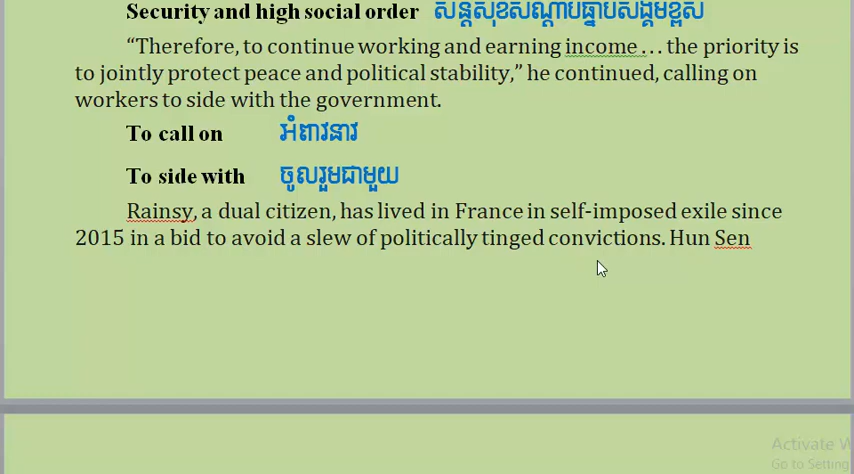 Security and high social order សន្តិសុខសណ្តាប់ធ្នាប់សង្គមខ្ពស់
“Therefore, to continue working and earning income … the priority is
to jointly protect peace and political stability,” he continued, calling on
workers to side with the government.
To call on អំពាវនាវ
To side with ចូលរួមជាមួយ
Rainsy, a dual citizen, has lived in France in self-imposed exile since
2015 in a bid to avoid a slew of politically tinged convictions. Hun Sen
Activate W
Go to Setting